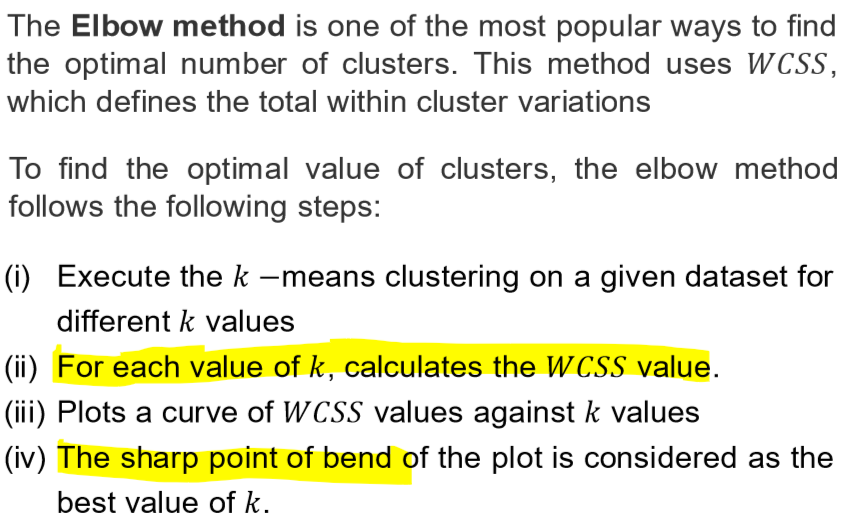 The Elbow method is one of the most popular ways to find
the optimal number of clusters. This method uses WCSS,
which defines the total within cluster variations
To find the optimal value of clusters, the elbow method
follows the following steps:
(i) Execute the k −means clustering on a given dataset for
different k values
(ii) For each value of k, calculates the WCSS value.
(iii) Plots a curve of WCSS values against k values
(iv) The sharp point of bend of the plot is considered as the
best value of k.